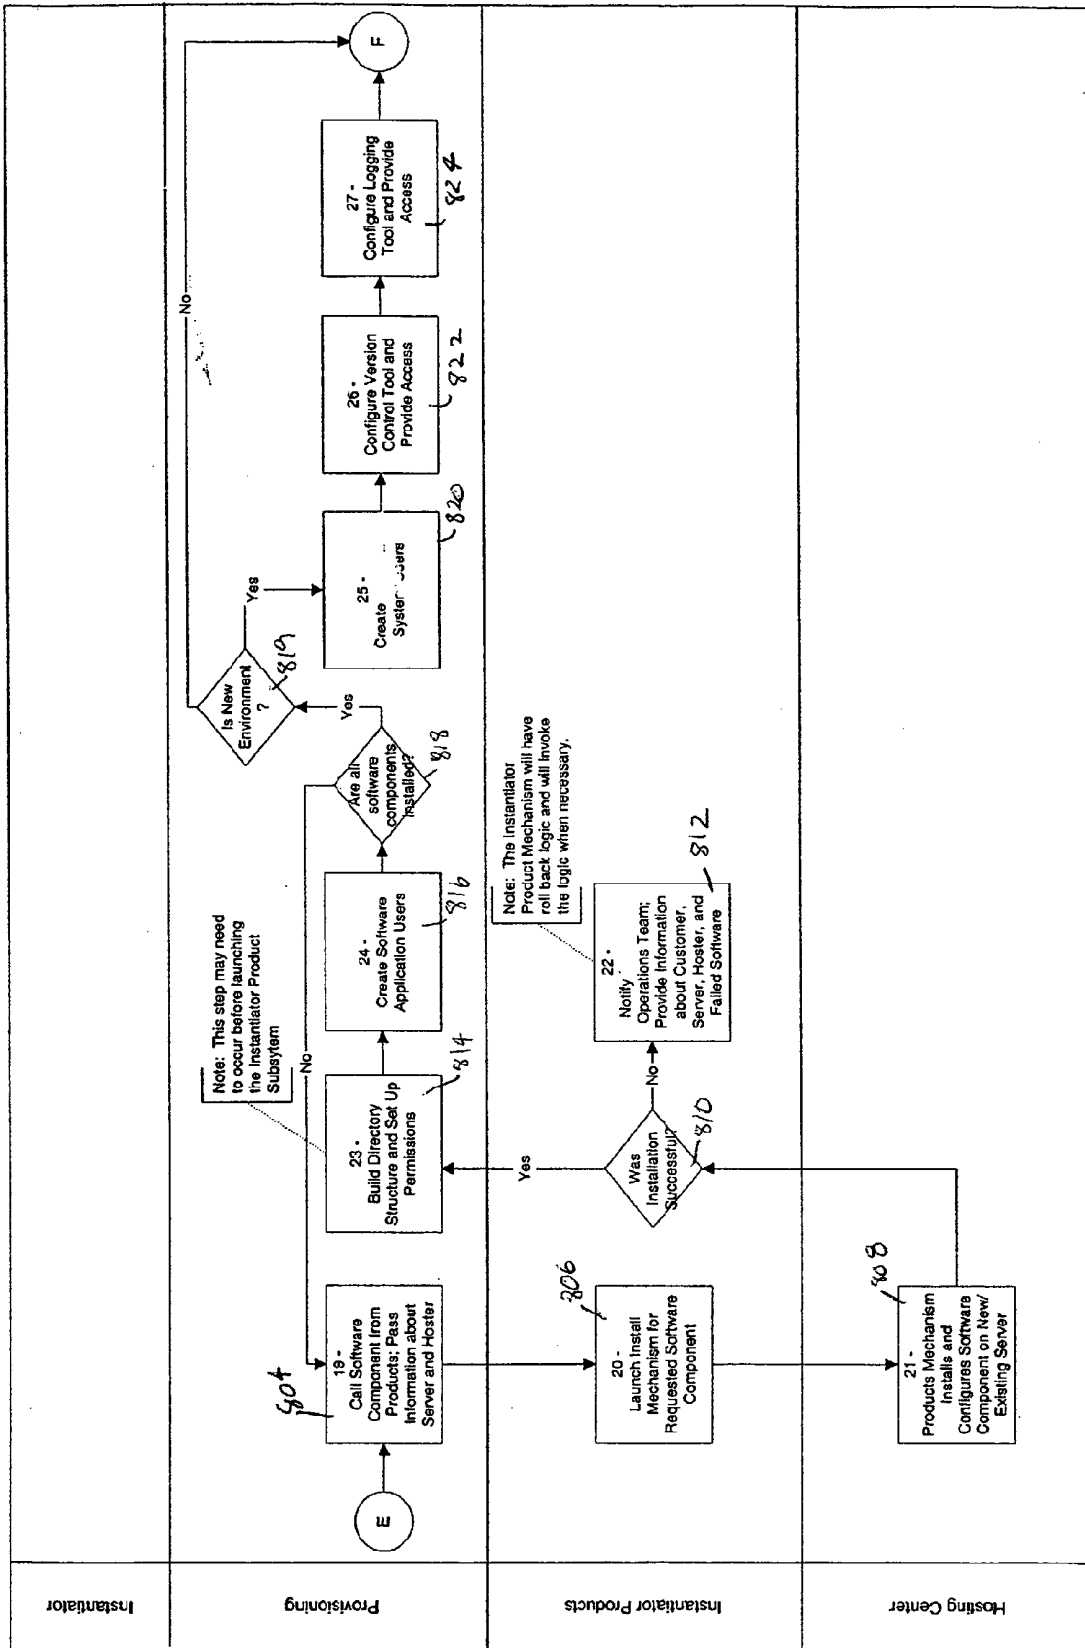 Instantiator
Provisioning
Instantiator Products
Hosting Center
E
804
19 -
Call Software
Component from
Products; Pass
Information about
Server and Hoster
806
20 -
Launch Install
Mechanism for
Requested Software
Component
808
21 -
Products Mechanism
Installs and
Configures Software
Component on New/
Existing Server
Was
Installation
Successful?
810
Yes
No
22 -
Notify
Operations Team;
Provide Information
about Customer,
Server, Hoster, and
Failed Software
812
Note: The Instantiator
Product Mechanism will have
roll back logic and will invoke
the logic when necessary.
Note: This step may need
to occur before launching
the Instantiator Product
Subsytem
23 -
Build Directory
Structure and Set Up
Permissions
814
24 -
Create Software
Application Users
816
Are all
software
components
installed?
818
No
Yes
Is New
Environment
?
819
Yes
No
25 -
Create
820
26 -
Configure Version
Control Tool and
Provide Access
822
27 -
Configure Logging
Tool and Provide
Access
824
F